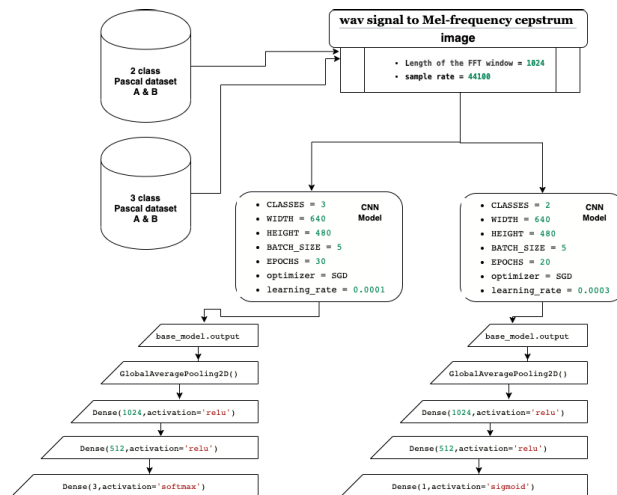 wav signal to Mel-frequency cepstrum
image
• Length of the FFT window = 1024
• sample rate = 44100
2 class
Pascal dataset
A & B
3 class
Pascal dataset
A & B
• CLASSES = 3
• WIDTH = 640
• HEIGHT = 480
• BATCH_SIZE = 5
• EPOCHS = 30
• optimizer = SGD
• learning_rate = 0.0001
CNN
Model
• CLASSES = 2
• WIDTH = 640
• HEIGHT = 480
• BATCH_SIZE = 5
• EPOCHS = 20
• optimizer = SGD
• learning_rate = 0.0003
CNN
Model
base_model.output
GlobalAveragePooling2D()
Dense(1024,activation='relu')
Dense(512,activation='relu')
Dense(3,activation='softmax')
base_model.output
GlobalAveragePooling2D()
Dense(1024,activation='relu')
Dense(512,activation='relu')
Dense(1,activation='sigmoid')